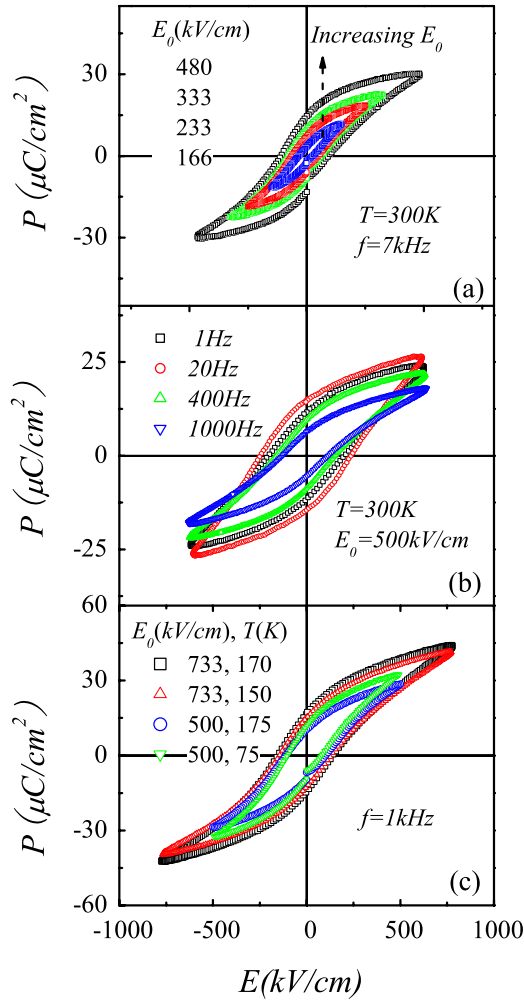 E₀(kV/cm)
480
333
233
166
Increasing E₀
P (μC/cm²)
30
0
-30
T=300K
f=7kHz
(a)
1Hz
20Hz
400Hz
1000Hz
P (μC/cm²)
25
0
-25
T=300K
E₀=500kV/cm
(b)
E₀(kV/cm), T(K)
733, 170
733, 150
500, 175
500, 75
P (μC/cm²)
60
30
0
-30
-60
f=1kHz
(c)
-1000 -500 0 500 1000
E(kV/cm)